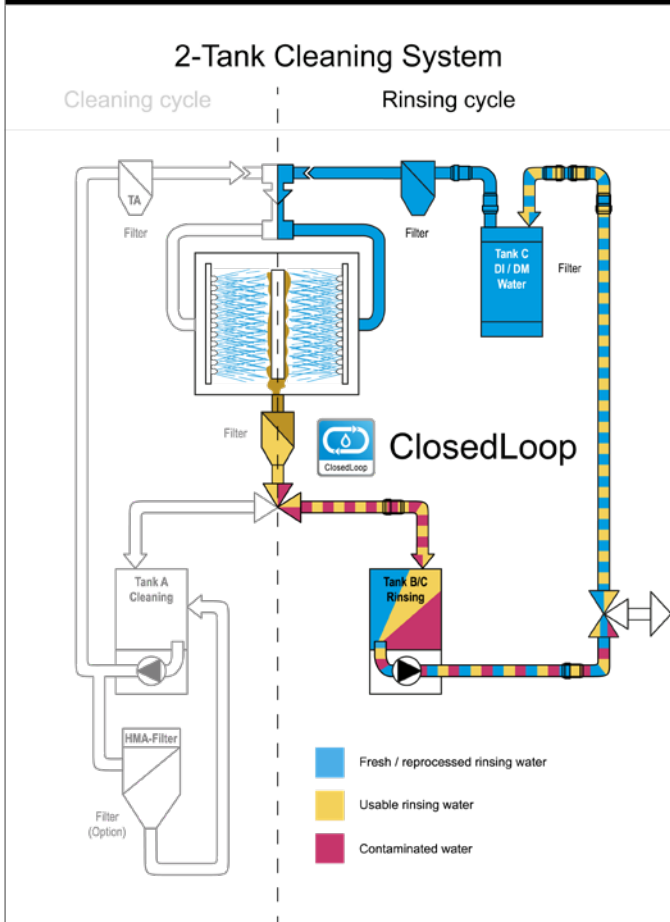 2-Tank Cleaning System
Cleaning cycle
Rinsing cycle
TA
Filter
Filter
Tank C
DI / DM
Water
Filter
Filter
ClosedLoop
ClosedLoop
Tank A
Cleaning
Tank B/C
Rinsing
HMA-Filter
Filter
(Option)
Fresh / reprocessed rinsing water
Usable rinsing water
Contaminated water